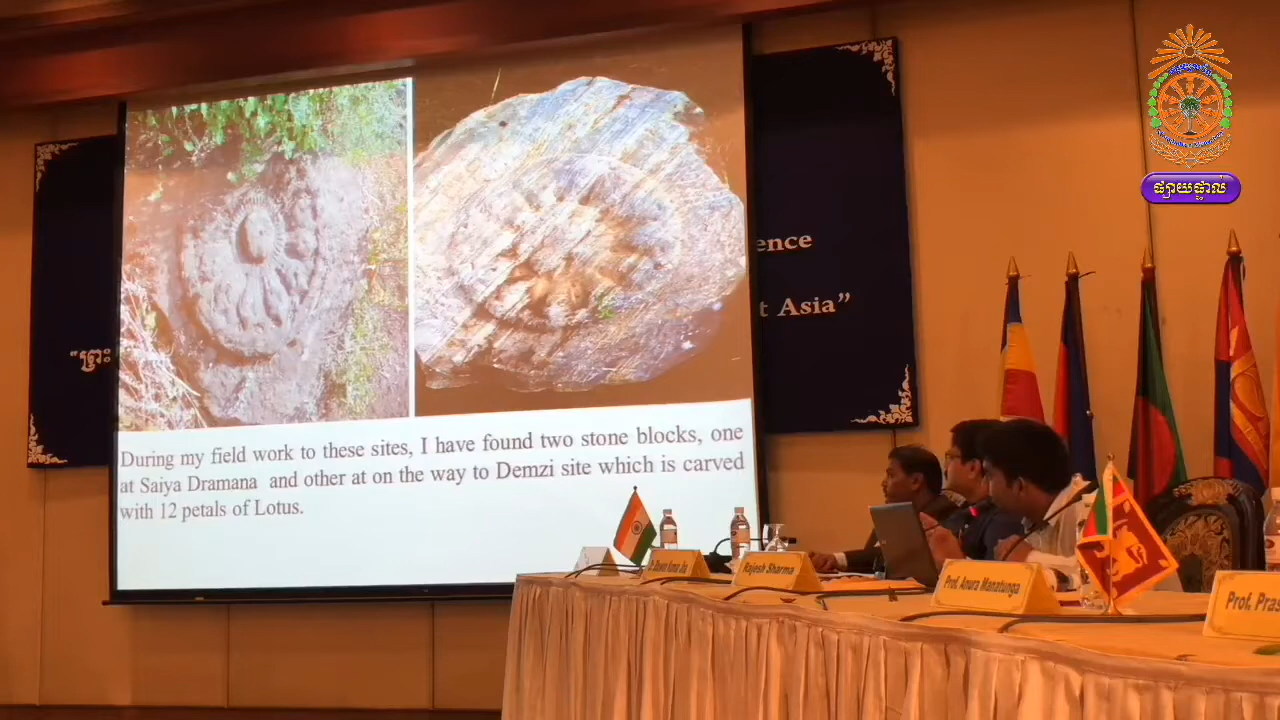 ផ្សាយផ្ទាល់
ence
t Asia”
“ព្រះ
During my field work to these sites, I have found two stone blocks, one
at Saiya Dramana and other at on the way to Demzi site which is carved
with 12 petals of Lotus.
Rajesh Sharma
Prof. Anura Manatunga
Prof. Pras